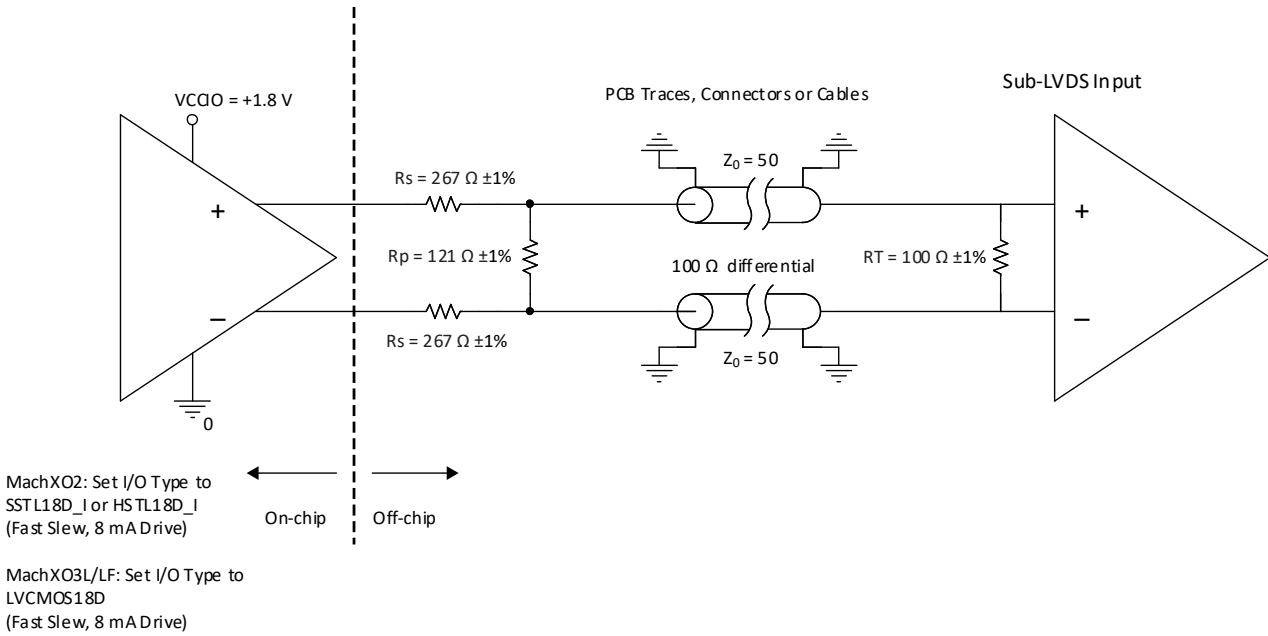 VCCIO = +1.8 V
PCB Traces, Connectors or Cables
Sub-LVDS Input
Z0 = 50
Rs = 267 Ω ±1%
+
+
Rp = 121 Ω ±1%
100 Ω differential
RT = 100 Ω ±1%
−
−
Rs = 267 Ω ±1%
Z0 = 50
0
MachXO2: Set I/O Type to
SSTL18D_I or HSTL18D_I
(Fast Slew, 8 mA Drive)
On-chip
Off-chip
MachXO3L/LF: Set I/O Type to
LVCMOS18D
(Fast Slew, 8 mA Drive)